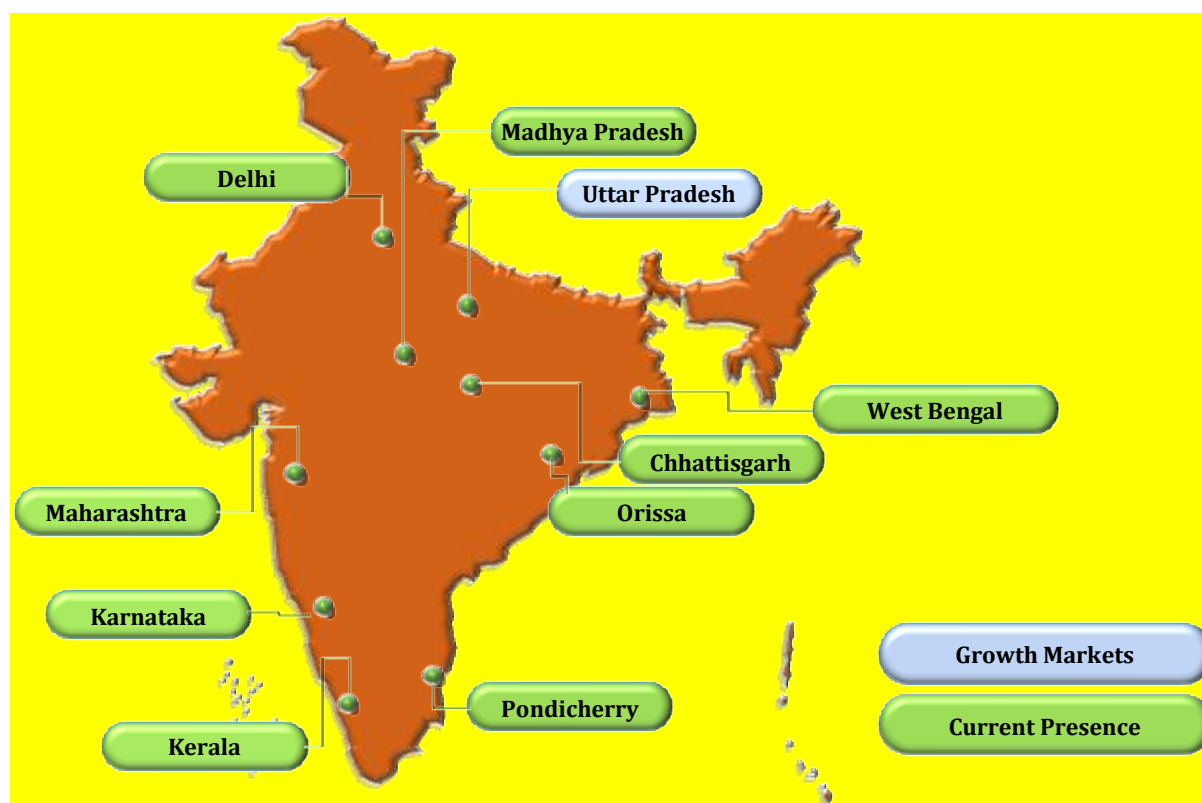 Madhya Pradesh
Delhi
Uttar Pradesh
West Bengal
Chhattisgarh
Maharashtra
Orissa
Karnataka
Growth Markets
Pondicherry
Current Presence
Kerala